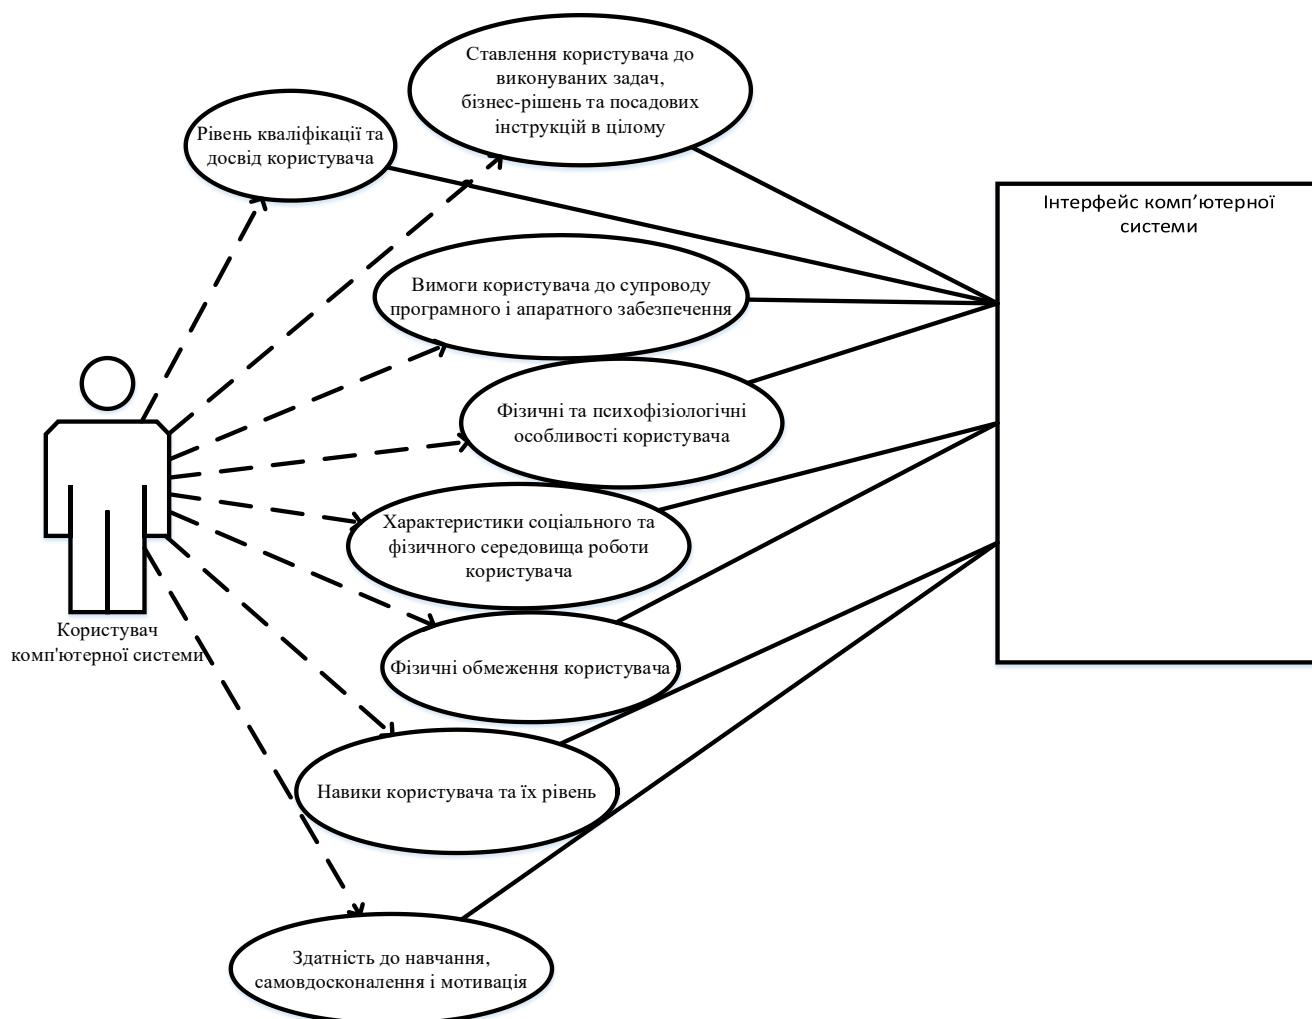 Ставлення користувача до
виконуваних задач,
бізнес-рішень та посадових
інструкцій в цілому
Рівень кваліфікації та
досвід користувача
Інтерфейс комп’ютерної
системи
Вимоги користувача до супроводу
програмного і апаратного забезпечення
Фізичні та психофізіологічні
особливості користувача
Характеристики соціального та
фізичного середовища роботи
користувача
Користувач
комп'ютерної системи
Фізичні обмеження користувача
Навики користувача та їх рівень
Здатність до навчання,
самовдосконалення і мотивація